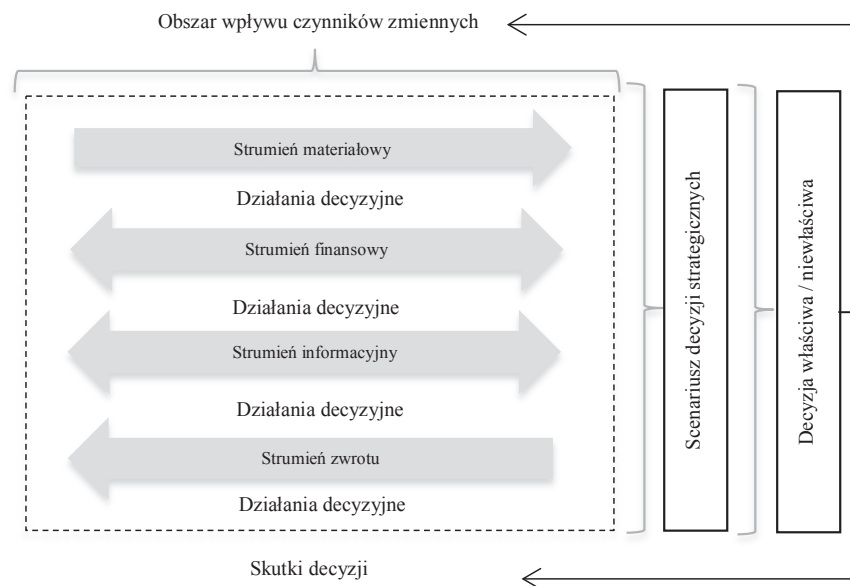 Obszar wpływu czynników zmiennych
Strumień materiałowy
Działania decyzyjne
Strumień finansowy
Działania decyzyjne
Strumień informacyjny
Działania decyzyjne
Strumień zwrotu
Działania decyzyjne
Scenariusz decyzji strategicznych
Decyzja właściwa / niewłaściwa
Skutki decyzji